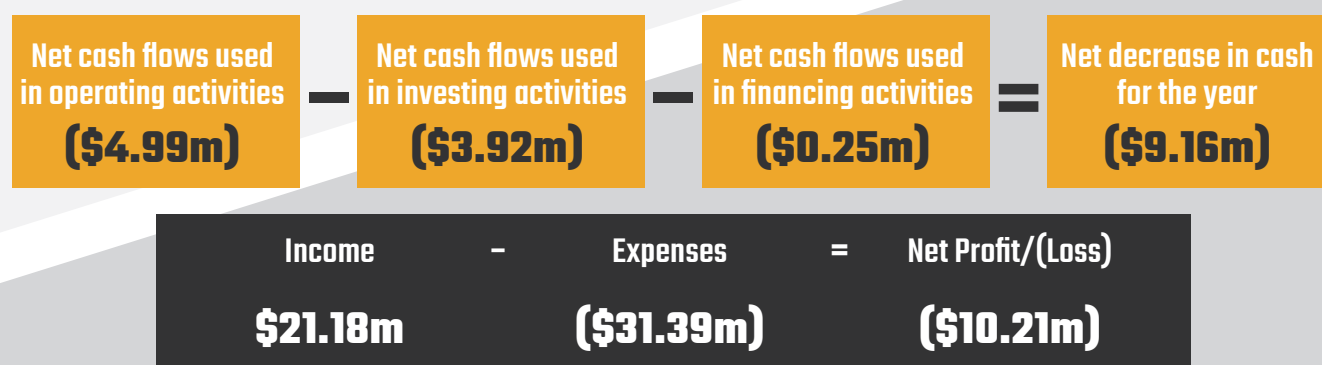 Net cash flows used
in operating activities
($4.99m)
–
Net cash flows used
in investing activities
($3.92m)
–
Net cash flows used
in financing activities
($0.25m)
=
Net decrease in cash
for the year
($9.16m)
Income – Expenses = Net Profit/(Loss)
$21.18m ($31.39m) ($10.21m)